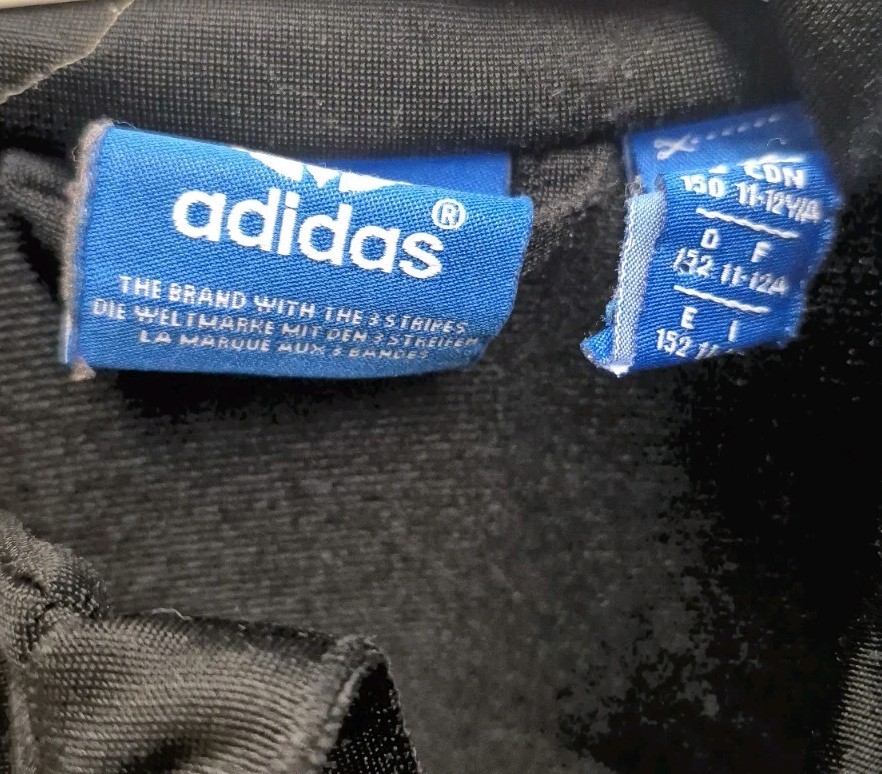 adidas®
THE BRAND WITH THE 3 STRIPES
DIE WELTMARKE MIT DEN 3 STREIFEN
LA MARQUE AUX 3 BANDES
CDN
150 11-12Y/A
D F
152 11-12A
E I
152